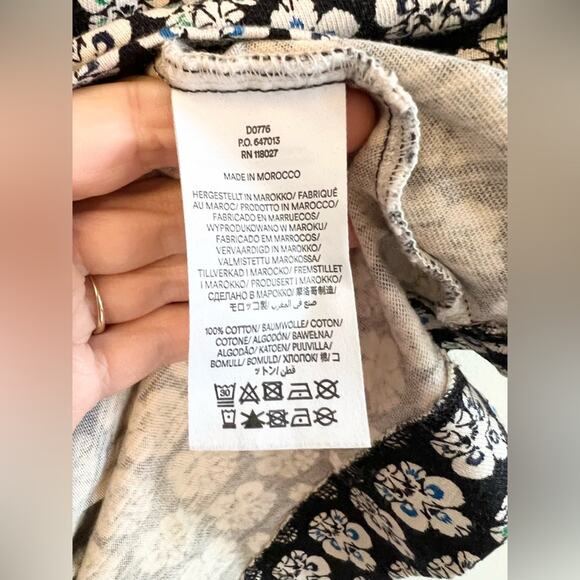 D0776
P.O. 647013
RN 118027
MADE IN MOROCCO
HERGESTELLT IN MAROKKO/ FABRIQUÉ
AU MAROC/ PRODOTTO IN MAROCCO/
FABRICADO EN MARRUECOS/
WYPRODUKOWANO W MAROKU/
FABRICADO EM MARROCOS/
VERVAARDIGD IN MAROKKO/
VALMISTETTU MAROKOSSA/
TILLVERKAD I MAROCKO/ FREMSTILLET
I MAROKKO/ PRODUSERT I MAROKKO/
СДЕЛАНО В МАРОККО/ 摩洛哥制造/
モロッコ製/ صنع في المغرب
100% COTTON/ BAUMWOLLE/ COTON/
COTONE/ ALGODÓN/ BAWEŁNA/
ALGODÃO/ KATOEN/ PUUVILLA/
BOMULL/ BOMULD/ ХЛОПОК/ 棉/ コ
ットン/ قطن
30